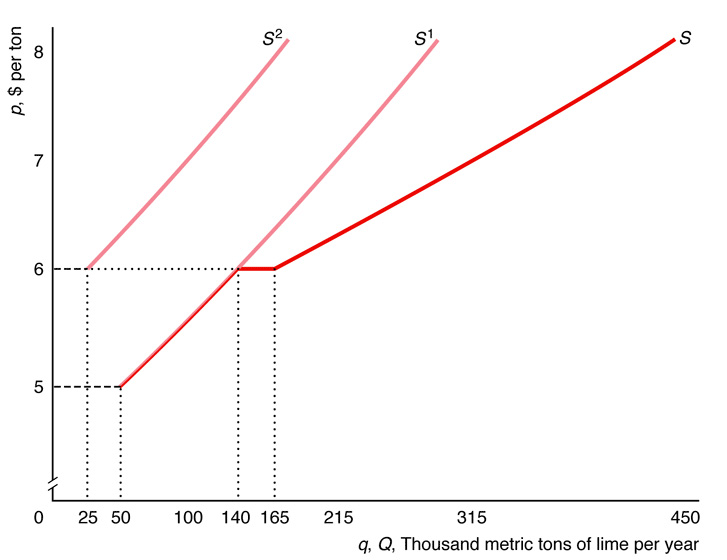 p, $ per ton
8
7
6
5
S²
S¹
S
0 25 50 100 140 165 215 315 450
q, Q, Thousand metric tons of lime per year